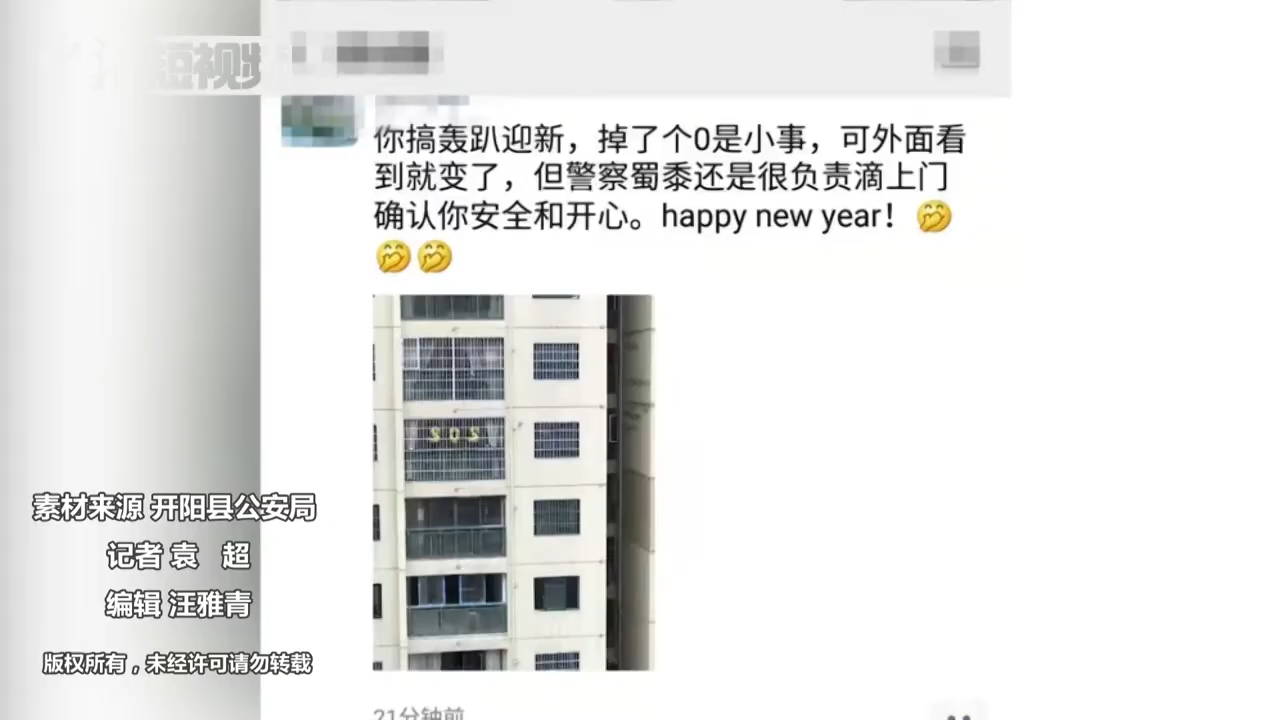 短视频
你搞轰趴迎新，掉了个0是小事，可外面看
到就变了，但警察蜀黍还是很负责滴上门
确认你安全和开心。happy new year！
202
素材来源 开阳县公安局
记者 袁 超
编辑 汪雅青
版权所有，未经许可请勿转载
21分钟前